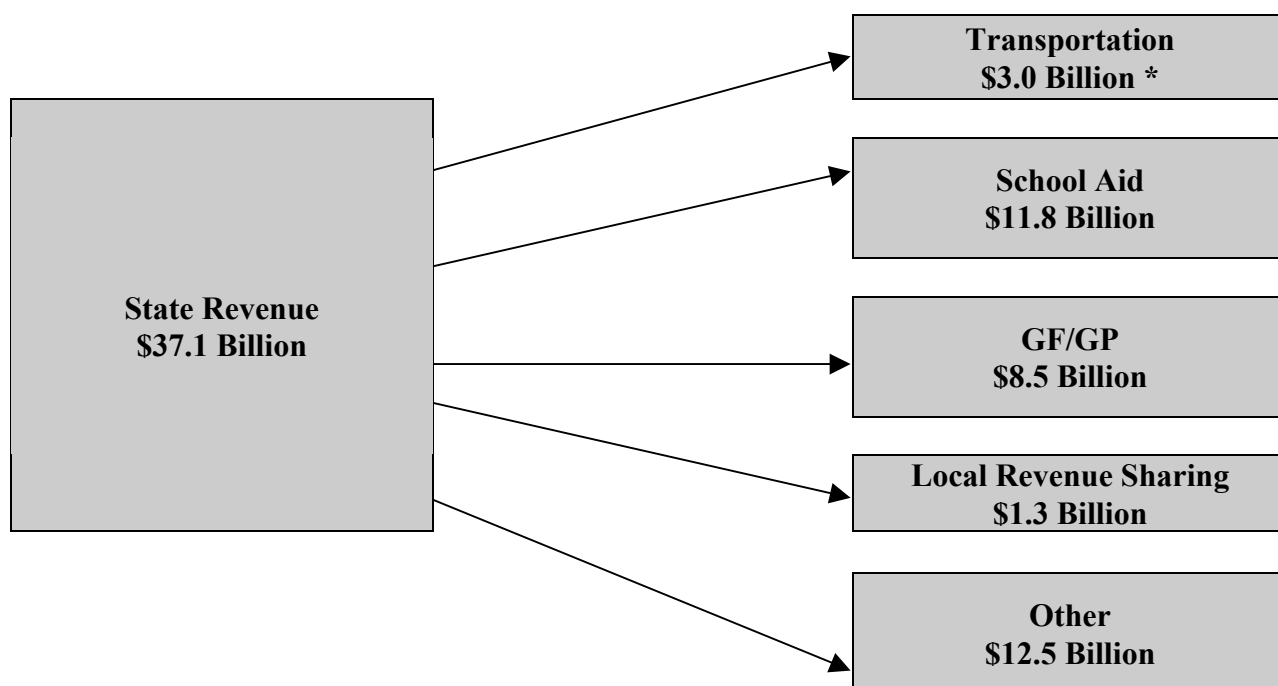 Transportation
$3.0 Billion *
School Aid
$11.8 Billion
State Revenue
$37.1 Billion
GF/GP
$8.5 Billion
Local Revenue Sharing
$1.3 Billion
Other
$12.5 Billion